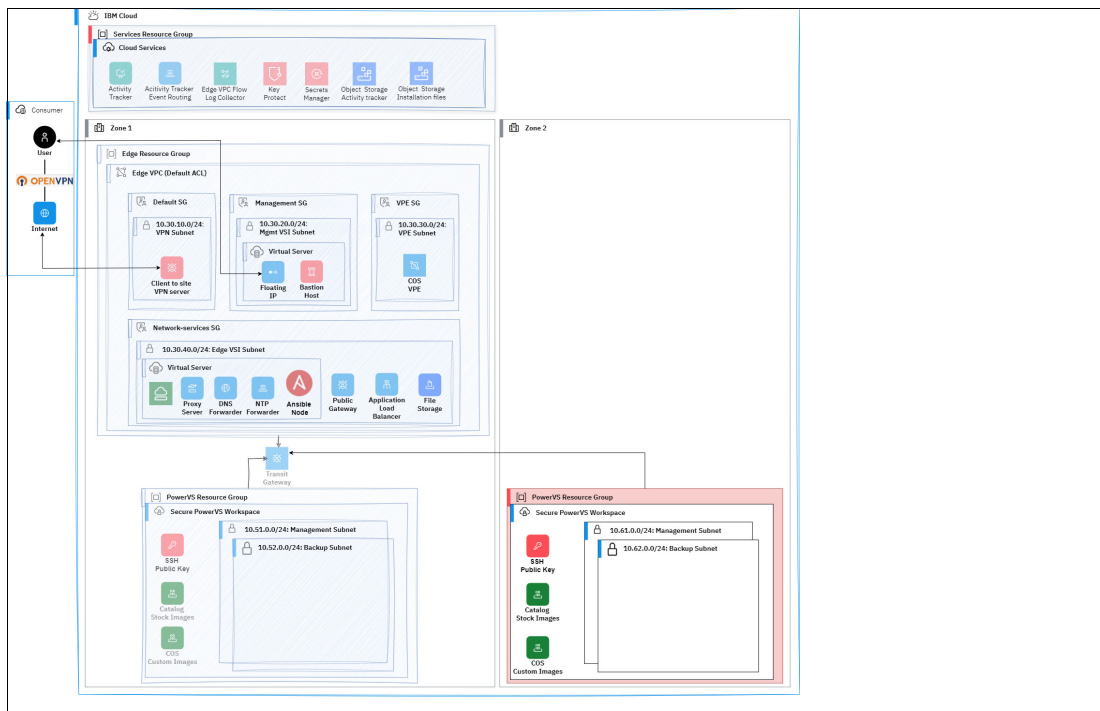 IBM Cloud
Services Resource Group
Cloud Services
Activity
Tracker
Acitivity Tracker
Event Routing
Edge VPC Flow
Log Collector
Key
Protect
Secrets
Manager
Object Storage
Activity tracker
Object Storage
Installation files
Consumer
User
OPENVPN
Internet
Zone 1
Zone 2
Edge Resource Group
Edge VPC (Default ACL)
Default SG
10.30.10.0/24:
VPN Subnet
Client to site
VPN server
Management SG
10.30.20.0/24:
Mgmt VSI Subnet
Virtual Server
Floating
IP
Bastion
Host
VPE SG
10.30.30.0/24:
VPE Subnet
COS
VPE
Network-services SG
10.30.40.0/24: Edge VSI Subnet
Virtual Server
Proxy
Server
DNS
Forwarder
NTP
Forwarder
Ansible
Node
Public
Gateway
Application
Load
Balancer
File
Storage
Transit
Gateway
PowerVS Resource Group
Secure PowerVS Workspace
10.51.0.0/24: Management Subnet
10.52.0.0/24: Backup Subnet
SSH
Public Key
Catalog
Stock Images
COS
Custom Images
PowerVS Resource Group
Secure PowerVS Workspace
10.61.0.0/24: Management Subnet
10.62.0.0/24: Backup Subnet
SSH
Public Key
Catalog
Stock Images
COS
Custom Images